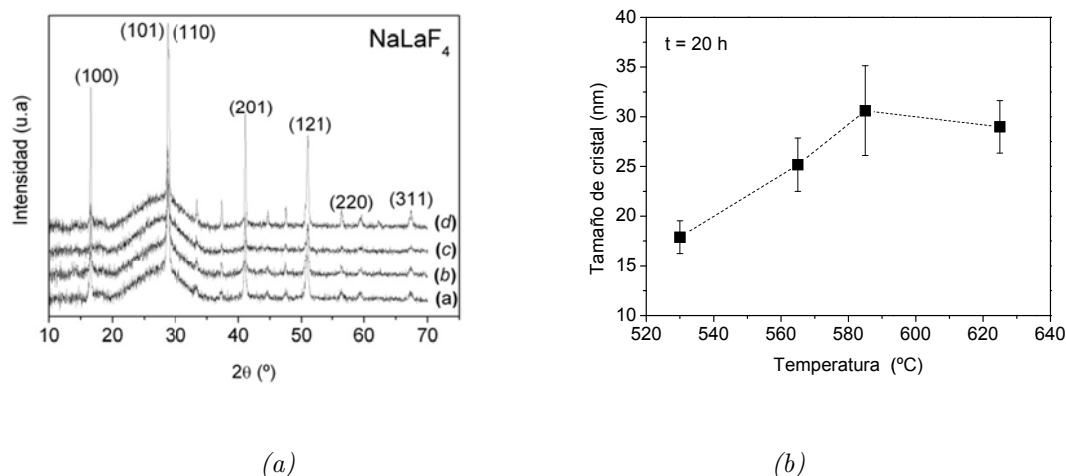 NaLaF4
(101) (110)
(100)
(201)
(121)
(220)
(311)
(d)
(c)
(b)
(a)
Intensidad (u.a)
10 20 30 40 50 60 70
2θ (º)
(a)
t = 20 h
40
35
30
25
20
15
10
Tamaño de cristal (nm)
520 540 560 580 600 620 640
Temperatura (ºC)
(b)